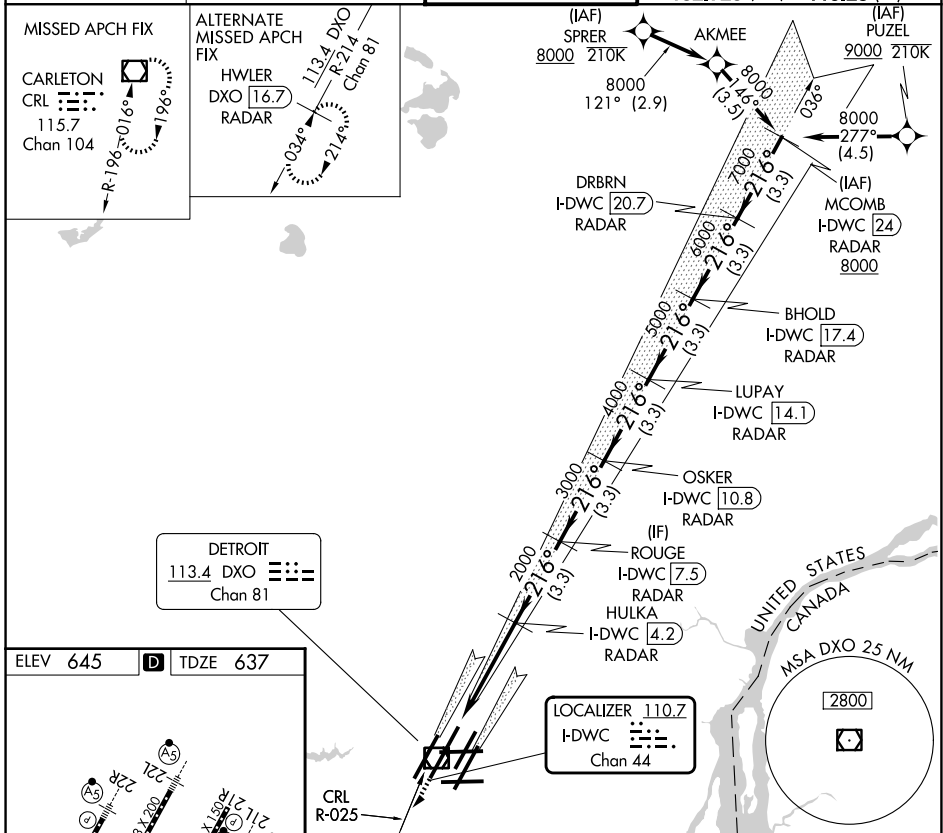 MISSED APCH FIX
CARLETON
CRL
115.7
Chan 104
R-196
016°
196°
ALTERNATE
MISSED APCH
FIX
HWLER
DXO 16.7
RADAR
113.4 DXO
R-214
Chan 81
034°
214°
(IAF)
SPRER
8000 210K
8000
121° (2.9)
AKMEE
8000
146°
(3.5)
(IAF)
PUZEL
9000 210K
036°
8000
277°
(4.5)
(IAF)
MCOMB
I-DWC 24
RADAR
8000
7000
216°
(3.3)
DRBRN
I-DWC 20.7
RADAR
6000
216°
(3.3)
BHOLD
I-DWC 17.4
RADAR
5000
216°
(3.3)
LUPAY
I-DWC 14.1
RADAR
4000
216°
(3.3)
OSKER
I-DWC 10.8
RADAR
3000
216°
(3.3)
(IF)
ROUGE
I-DWC 7.5
RADAR
2000
216°
(3.3)
HULKA
I-DWC 4.2
RADAR
DETROIT
113.4 DXO
Chan 81
UNITED STATES
CANADA
MSA DXO 25 NM
2800
LOCALIZER 110.7
I-DWC
Chan 44
CRL
R-025
ELEV 645 D TDZE 637
A5
22L
A5
22R
X 200
X 150
21R
21L
P
P